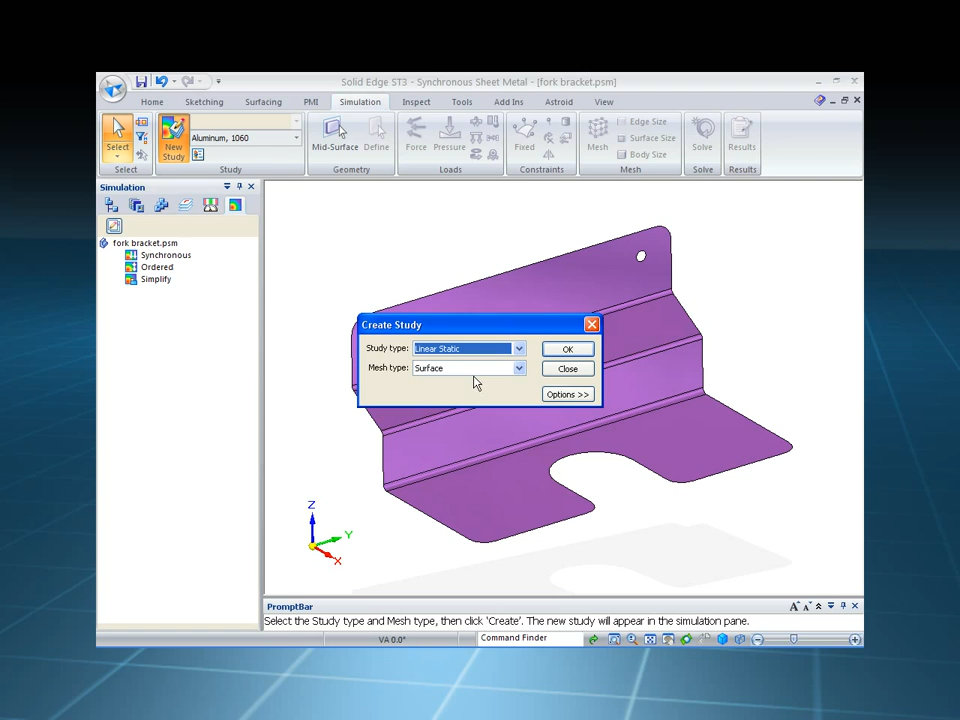 Solid Edge ST3 - Synchronous Sheet Metal - [fork bracket.psm]
Home Sketching Surfacing PMI Simulation Inspect Tools Add Ins Astroid View
Select
New Study
Aluminum, 1060
Mid-Surface
Define
Force
Pressure
Fixed
Mesh
Edge Size
Surface Size
Body Size
Solve
Results
Select Study Geometry Loads Constraints Mesh Solve Results
Simulation
fork bracket.psm
Synchronous
Ordered
Simplify
Create Study
Study type: Linear Static OK
Mesh type: Surface Close
Options >>
Z
Y
X
PromptBar
Select the Study type and Mesh type, then click 'Create'. The new study will appear in the simulation pane.
VA 0.0° Command Finder